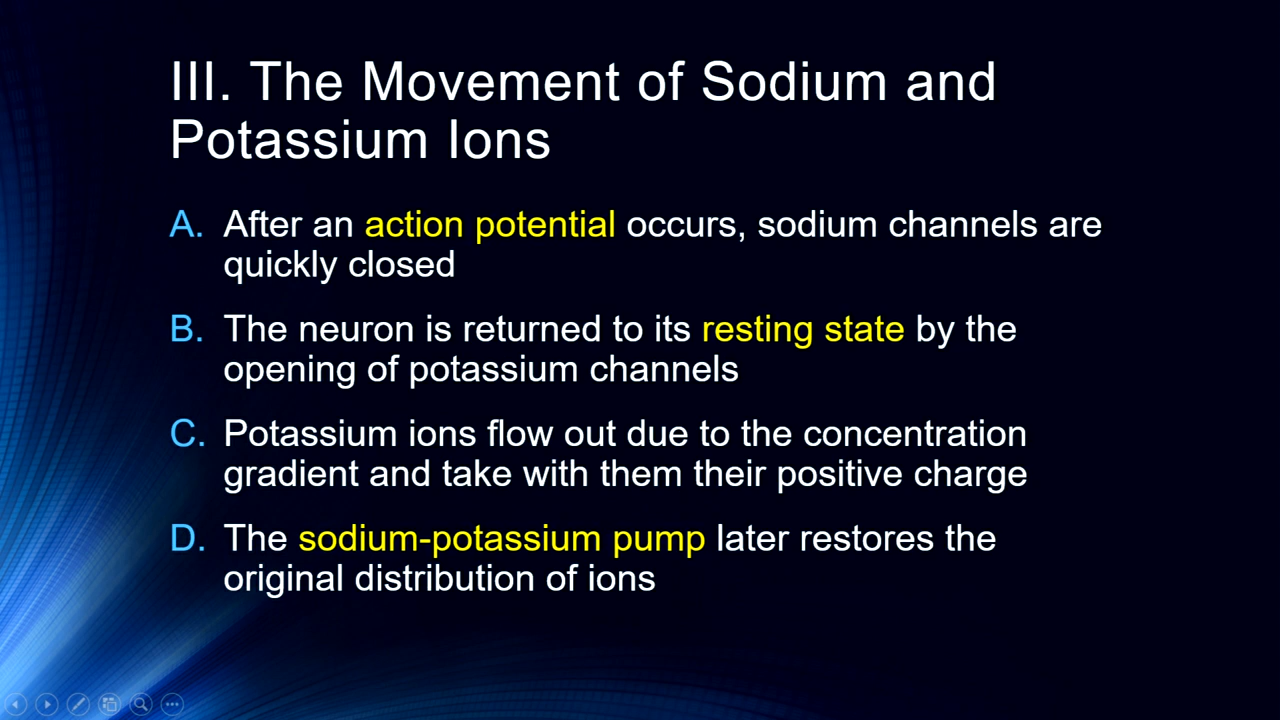 III. The Movement of Sodium and
Potassium Ions
A. After an action potential occurs, sodium channels are
quickly closed
B. The neuron is returned to its resting state by the
opening of potassium channels
C. Potassium ions flow out due to the concentration
gradient and take with them their positive charge
D. The sodium-potassium pump later restores the
original distribution of ions